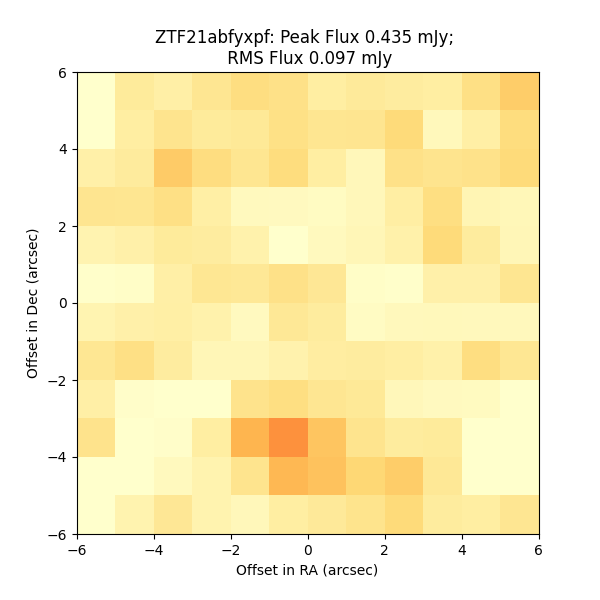 ZTF21abfyxpf: Peak Flux 0.435 mJy;
RMS Flux 0.097 mJy
6
4
2
0
−2
−4
−6
Offset in Dec (arcsec)
−6 −4 −2 0 2 4 6
Offset in RA (arcsec)